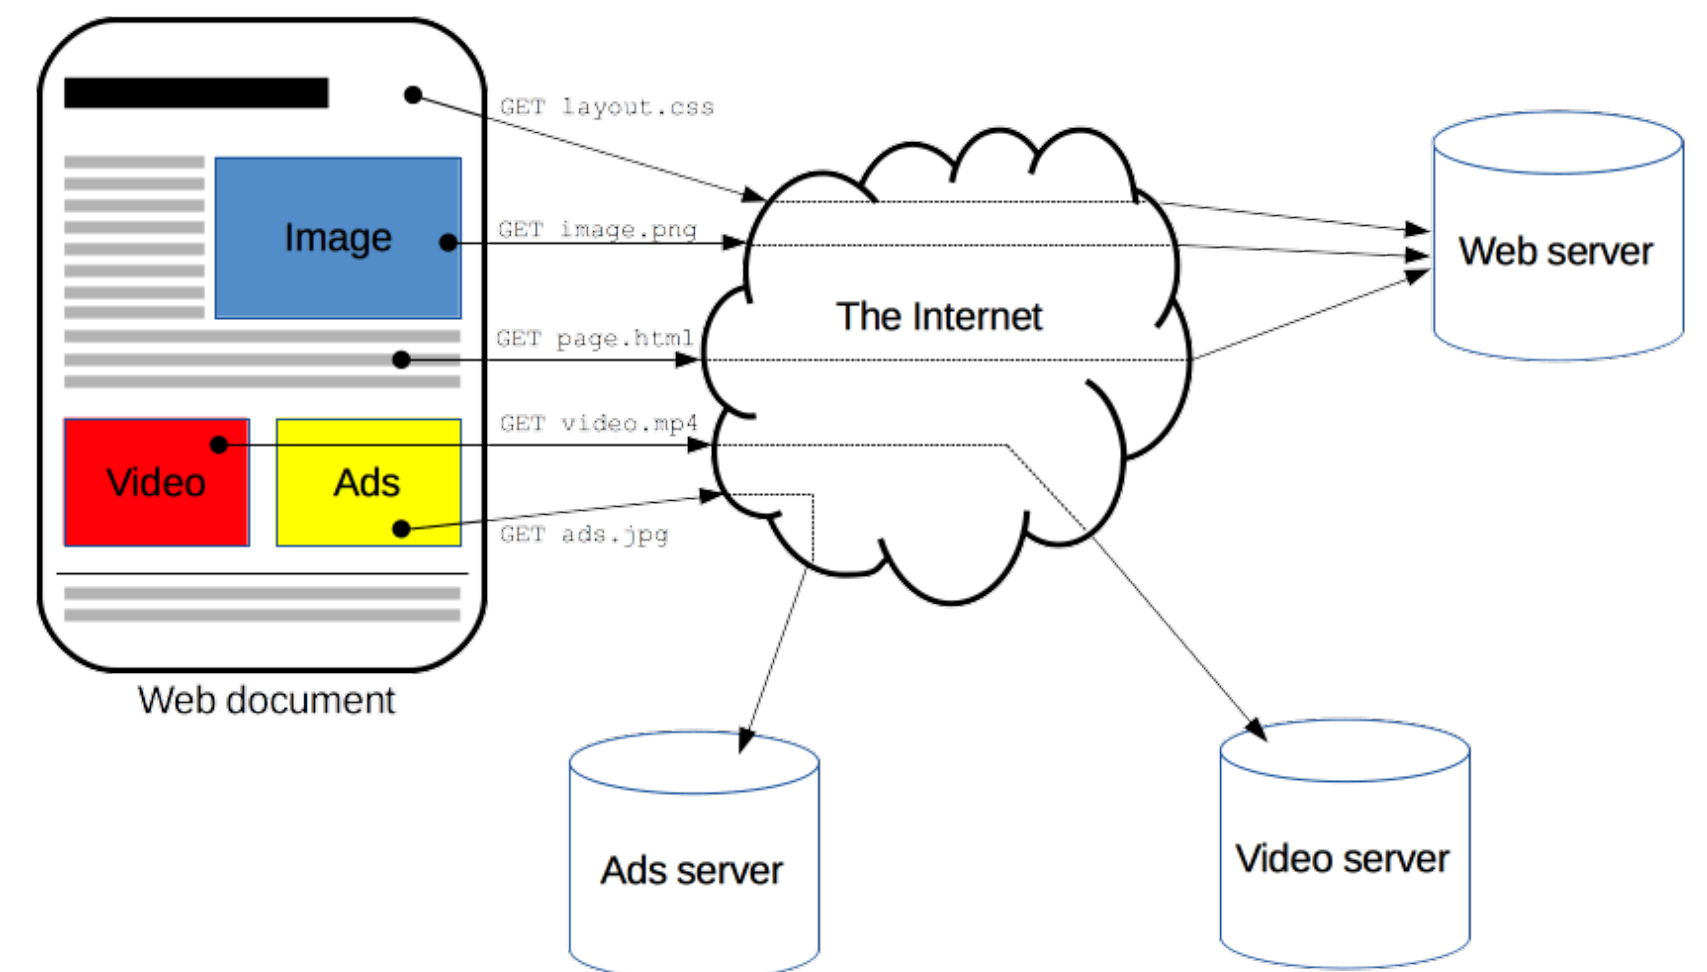 GET layout.css
Image
GET image.png
Web server
The Internet
GET page.html
GET video.mp4
Video
Ads
GET ads.jpg
Web document
Ads server
Video server